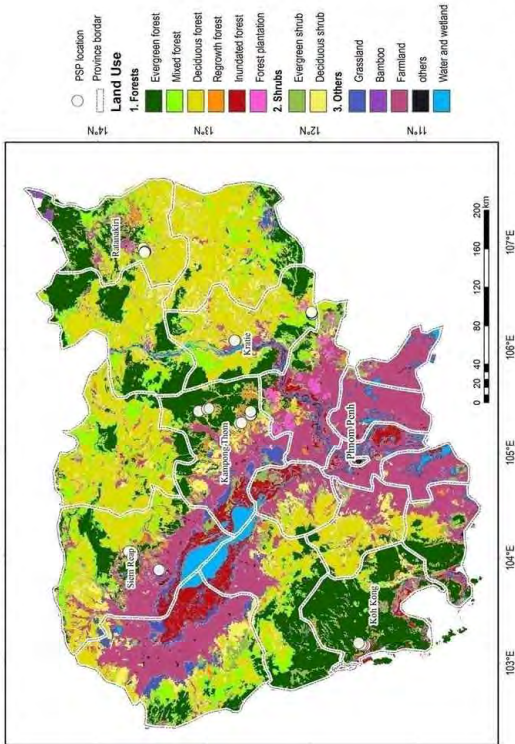 PSP location
Province bordar
Land Use
1. Forests
Evergreen forest
Mixed forest
Deciduous forest
Regrowth forest
Inundated forest
Forest plantation
2. Shrubs
Evergreen shrub
Deciduous shrub
3. Others
Grassland
Bamboo
Farmland
others
Water and wetland
14°N
13°N
12°N
11°N
Ratanakiri
Siem Reap
Kratie
Kampong-Thom
Phnom Penh
Koh Kong
0 20 40 80 120 160 200
km
103°E
104°E
105°E
106°E
107°E